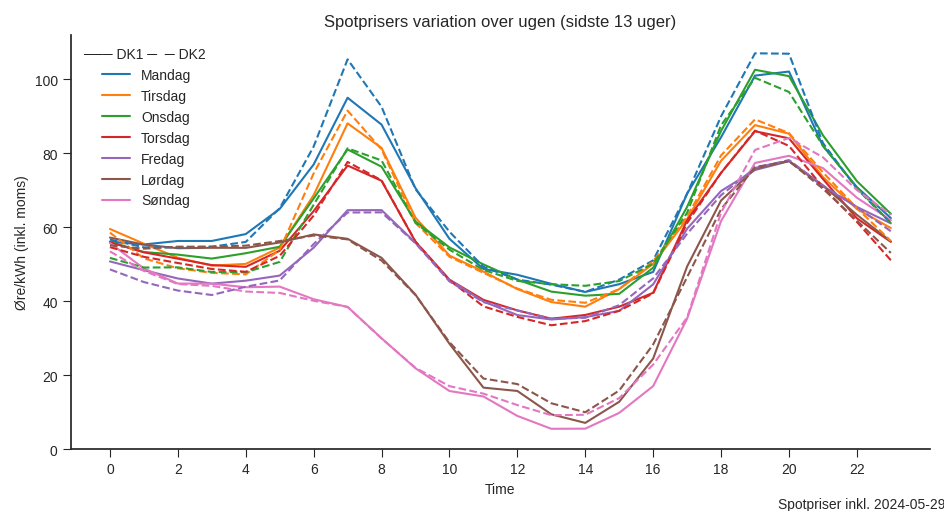 Spotprisers variation over ugen (sidste 13 uger)
DK1 DK2
Mandag
Tirsdag
Onsdag
Torsdag
Fredag
Lørdag
Søndag
Øre/kWh (inkl. moms)
100
80
60
40
20
0
0 2 4 6 8 10 12 14 16 18 20 22
Time
Spotpriser inkl. 2024-05-29